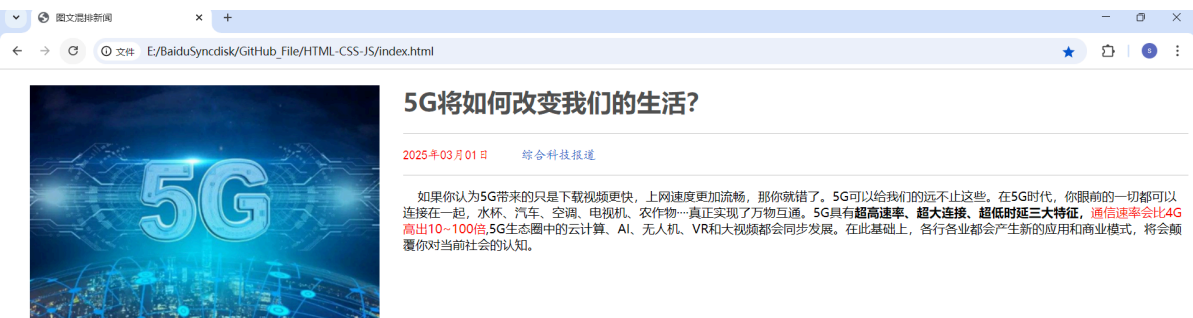 图文混排新闻
文件 E:/BaiduSyncdisk/GitHub_File/HTML-CSS-JS/index.html
S
5G
5G将如何改变我们的生活?
2025年03月01日 综合科技报道
如果你认为5G带来的只是下载视频更快，上网速度更加流畅，那你就错了。5G可以给我们的远不止这些。在5G时代，你眼前的一切都可以
连接在一起，水杯、汽车、空调、电视机、农作物····真正实现了万物互通。5G具有超高速率、超大连接、超低时延三大特征，通信速率会比4G
高出10~100倍,5G生态圈中的云计算、AI、无人机、VR和大视频都会同步发展。在此基础上，各行各业都会产生新的应用和商业模式，将会颠
覆你对当前社会的认知。